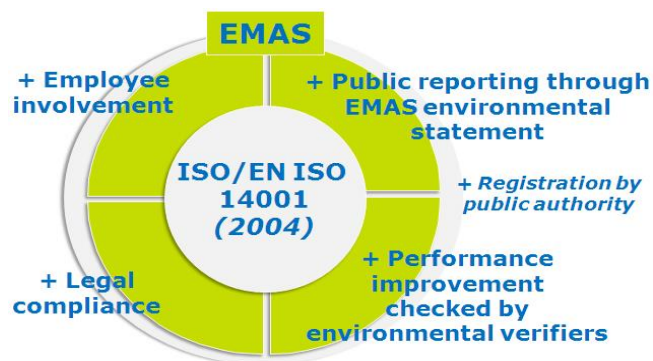 EMAS
+ Employee
involvement
+ Public reporting through
EMAS environmental
statement
ISO/EN ISO
14001
(2004)
+ Registration by
public authority
+ Legal
compliance
+ Performance
improvement
checked by
environmental verifiers